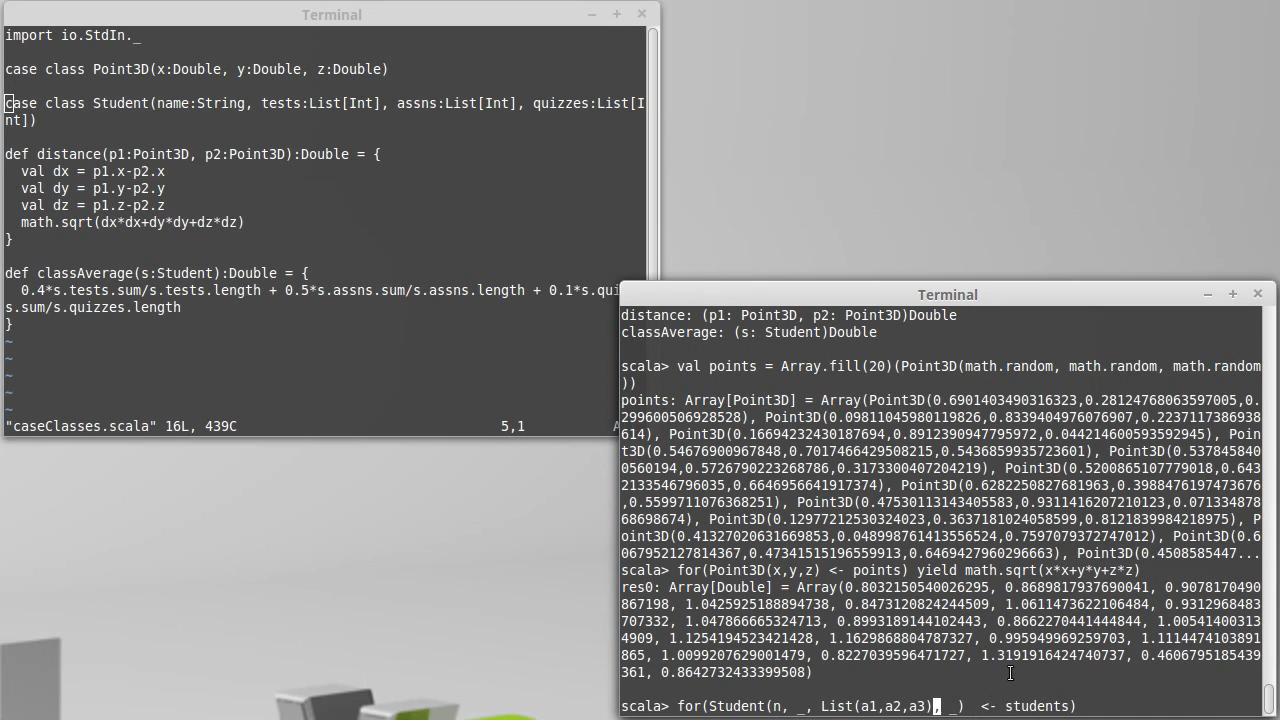 Terminal
import io.StdIn._
case class Point3D(x:Double, y:Double, z:Double)
case class Student(name:String, tests:List[Int], assns:List[Int], quizzes:List[I
nt])
def distance(p1:Point3D, p2:Point3D):Double = {
  val dx = p1.x-p2.x
  val dy = p1.y-p2.y
  val dz = p1.z-p2.z
  math.sqrt(dx*dx+dy*dy+dz*dz)
}
def classAverage(s:Student):Double = {
  0.4*s.tests.sum/s.tests.length + 0.5*s.assns.sum/s.assns.length + 0.1*s.qui
s.sum/s.quizzes.length
}
~
~
~
~
~
"caseClasses.scala" 16L, 439C 5,1 A
Terminal
distance: (p1: Point3D, p2: Point3D)Double
classAverage: (s: Student)Double
scala> val points = Array.fill(20)(Point3D(math.random, math.random, math.random
))
points: Array[Point3D] = Array(Point3D(0.6901403490316323,0.28124768063597005,0.
299600506928528), Point3D(0.09811045980119826,0.8339404976076907,0.2237117386938
614), Point3D(0.16694232430187694,0.8912390947795972,0.044214600593592945), Poin
t3D(0.54676900967848,0.7017466429508215,0.5436859935723601), Point3D(0.537845840
0560194,0.5726790223268786,0.3173300407204219), Point3D(0.5200865107779018,0.643
2133546796035,0.6646956641917374), Point3D(0.6282250827681963,0.3988476197473676
,0.5599711076368251), Point3D(0.47530113143405583,0.9311416207210123,0.071334878
68698674), Point3D(0.12977212530324023,0.3637181024058599,0.8121839984218975), P
oint3D(0.41327020631669853,0.048998761413556524,0.7597079372747012), Point3D(0.6
067952127814367,0.47341515196559913,0.6469427960296663), Point3D(0.4508585447...
scala> for(Point3D(x,y,z) <- points) yield math.sqrt(x*x+y*y+z*z)
res0: Array[Double] = Array(0.8032150540026295, 0.8689817937690041, 0.9078170490
867198, 1.0425925188894738, 0.8473120824244509, 1.0611473622106484, 0.9312968483
707332, 1.047866665324713, 0.8993189144102443, 0.8662270441444844, 1.00541400313
4909, 1.1254194523421428, 1.1629868804787327, 0.995949969259703, 1.1114474103891
865, 1.0099207629001479, 0.8227039596471727, 1.3191916424740737, 0.4606795185439
361, 0.8642732433399508)
scala> for(Student(n, _, List(a1,a2,a3), _)  <- students)